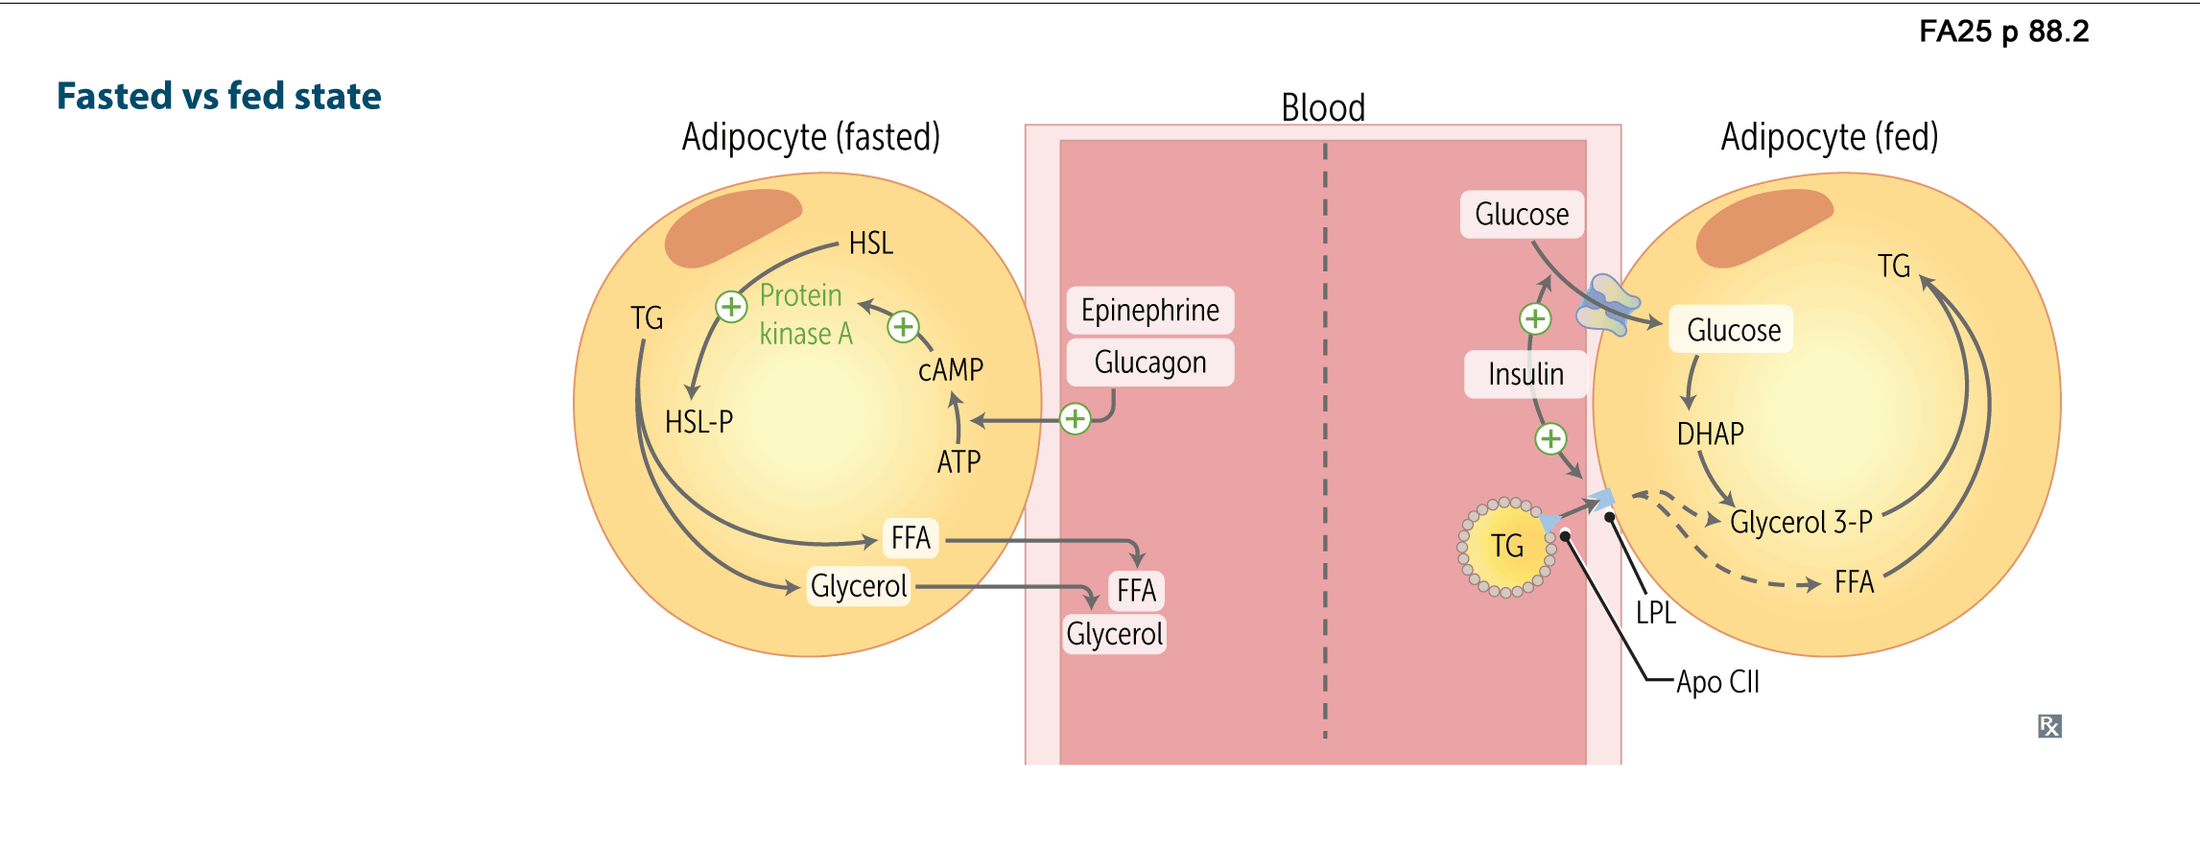 FA25 p 88.2
Fasted vs fed state
Blood
Adipocyte (fasted)
Adipocyte (fed)
HSL
Protein
kinase A
TG
cAMP
HSL-P
ATP
FFA
Glycerol
Epinephrine
Glucagon
FFA
Glycerol
Glucose
Insulin
TG
Glucose
DHAP
Glycerol 3-P
FFA
TG
LPL
Apo CII
Rx